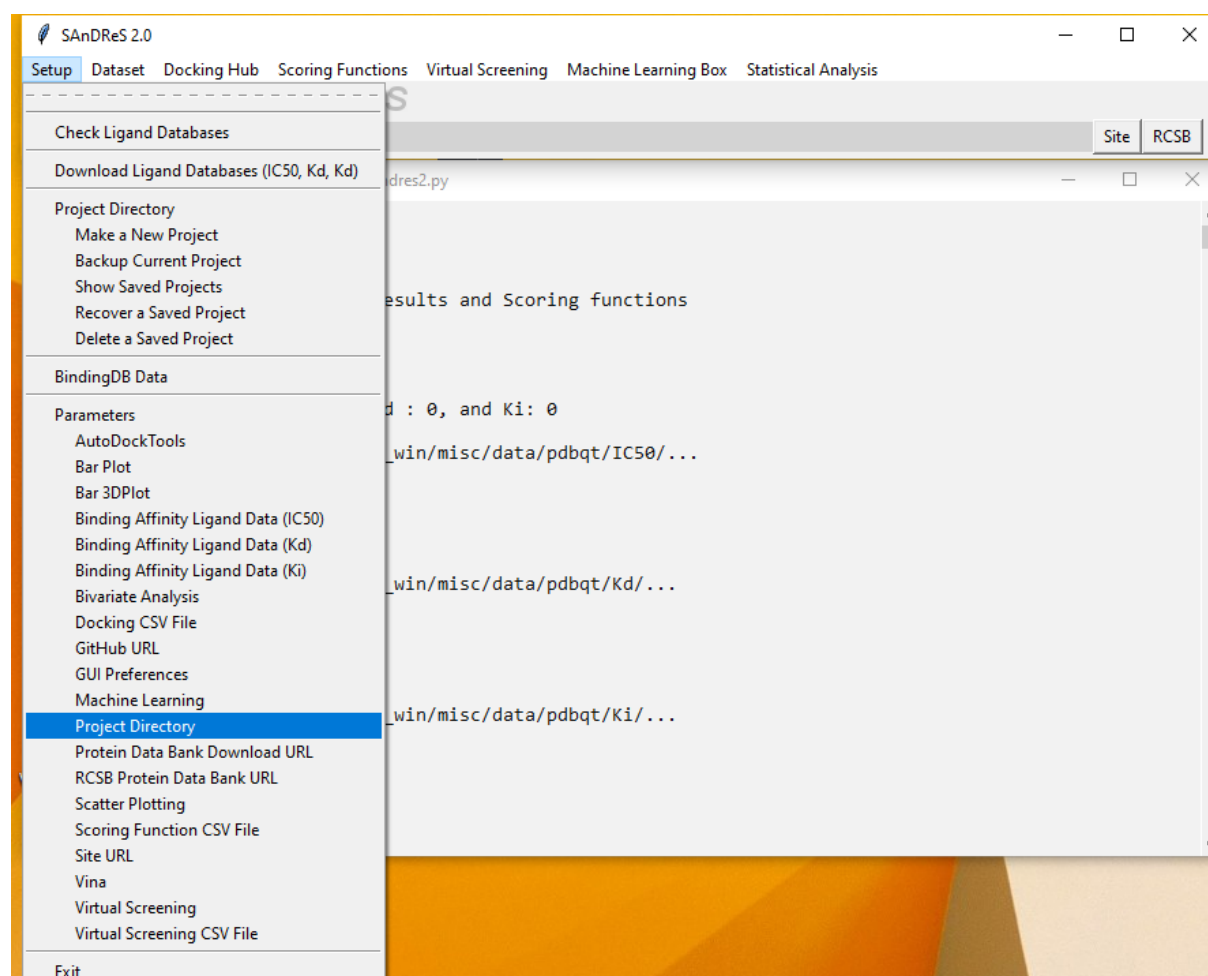 SAnDReS 2.0
Setup Dataset Docking Hub Scoring Functions Virtual Screening Machine Learning Box Statistical Analysis
S
Check Ligand Databases
Site RCSB
Download Ligand Databases (IC50, Kd, Kd)
dres2.py
Project Directory
Make a New Project
Backup Current Project
Show Saved Projects
esults and Scoring functions
Recover a Saved Project
Delete a Saved Project
BindingDB Data
Parameters
d : 0, and Ki: 0
AutoDockTools
_win/misc/data/pdbqt/IC50/...
Bar Plot
Bar 3DPlot
Binding Affinity Ligand Data (IC50)
Binding Affinity Ligand Data (Kd)
Binding Affinity Ligand Data (Ki)
_win/misc/data/pdbqt/Kd/...
Bivariate Analysis
Docking CSV File
GitHub URL
GUI Preferences
Machine Learning
_win/misc/data/pdbqt/Ki/...
Project Directory
Protein Data Bank Download URL
RCSB Protein Data Bank URL
Scatter Plotting
Scoring Function CSV File
Site URL
Vina
Virtual Screening
Virtual Screening CSV File
Exit